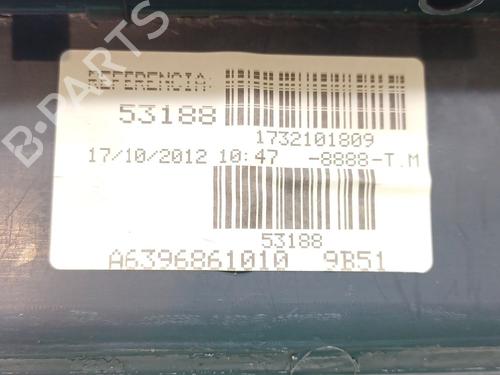 REFERENCIA:
53188
1732101809
17/10/2012 10:47 -8888-T.M
53188
A6396861010 9B51
B-PARTS